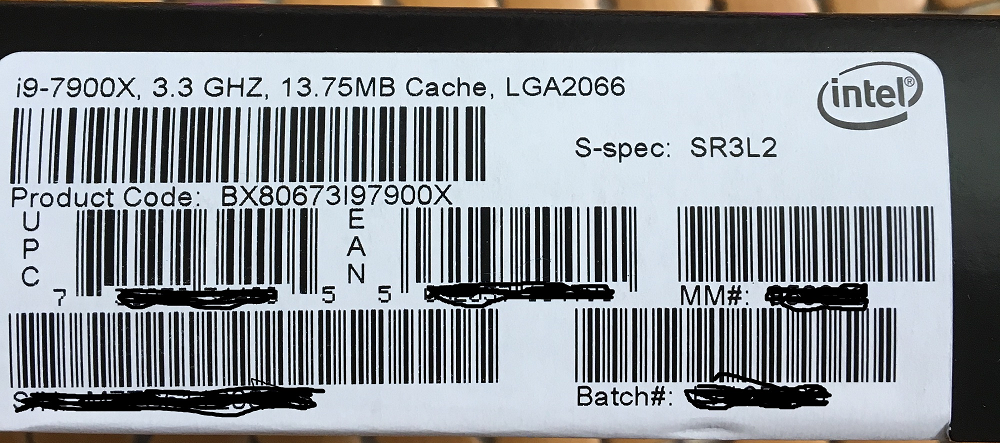 i9-7900X, 3.3 GHZ, 13.75MB Cache, LGA2066
intel®
S-spec: SR3L2
Product Code: BX80673I97900X
UPC
EAN
7
5
5
MM#:
Batch#: